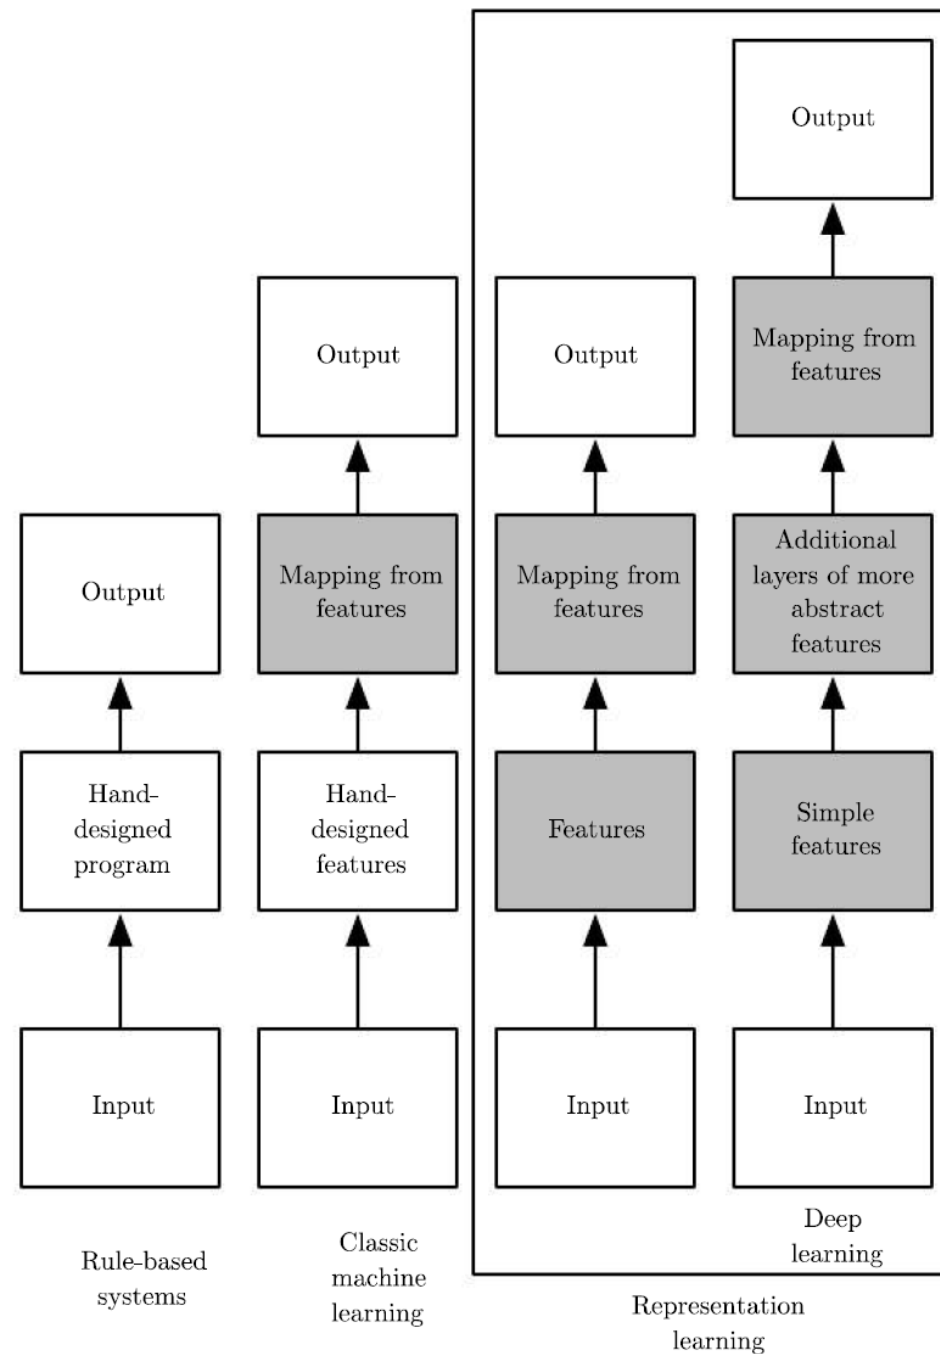 Output
Output
Output
Mapping from
features
Output
Mapping from
features
Mapping from
features
Additional
layers of more
abstract
features
Hand-
designed
program
Hand-
designed
features
Features
Simple
features
Input
Input
Input
Input
Rule-based
systems
Classic
machine
learning
Deep
learning
Representation
learning